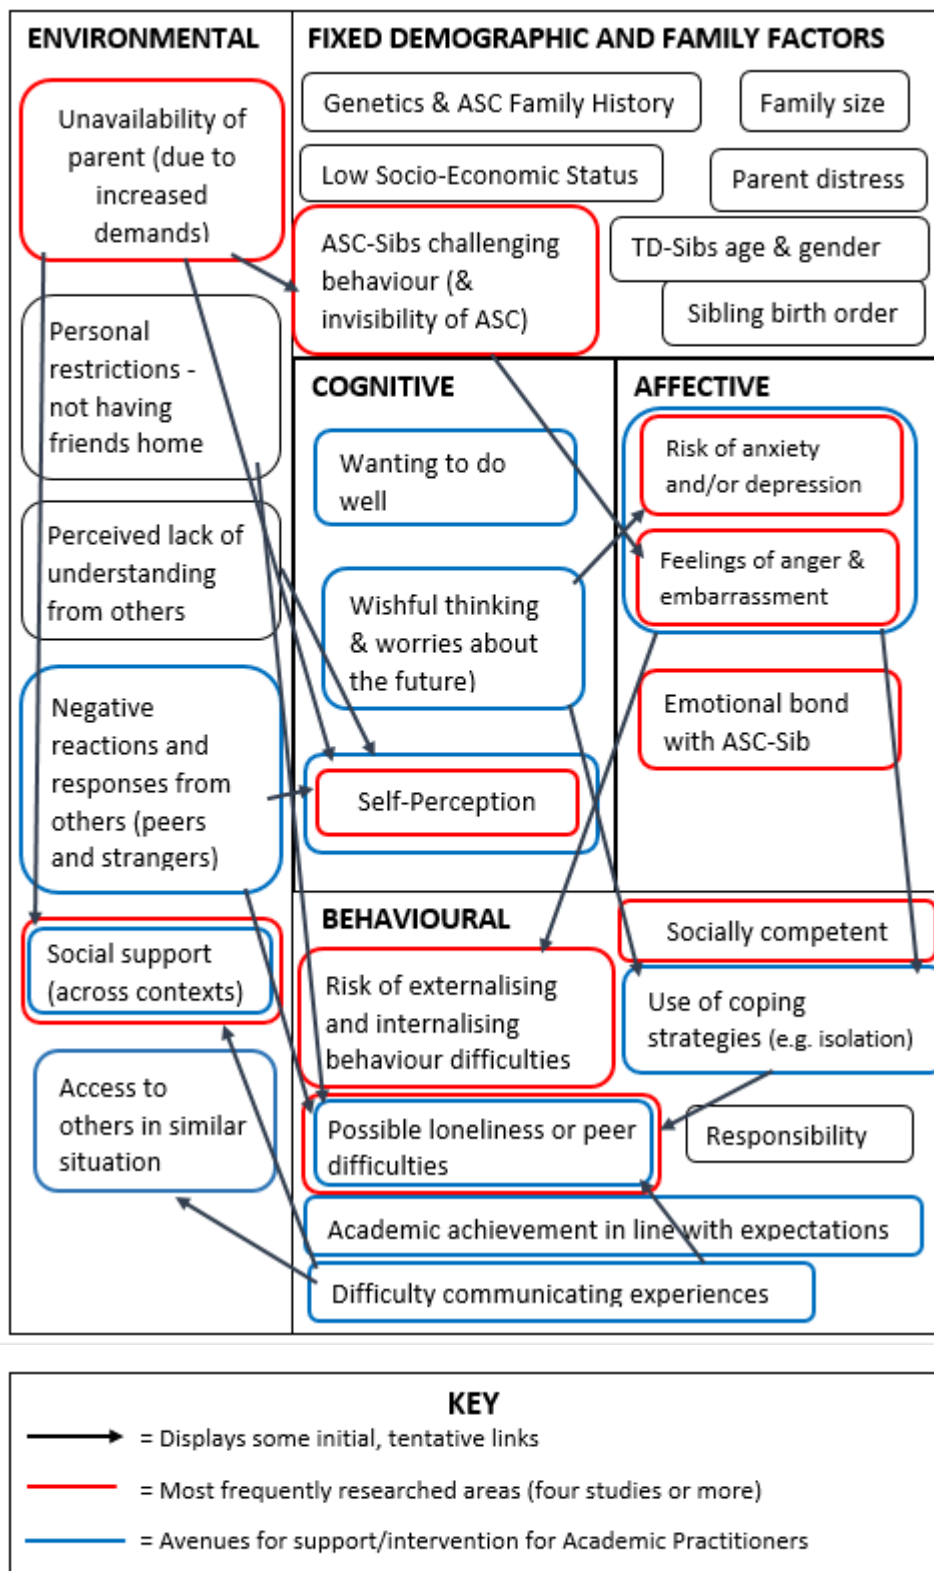 ENVIRONMENTAL
Unavailability of
parent (due to
increased
demands)
Personal
restrictions -
not having
friends home
Perceived lack of
understanding
from others
Negative
reactions and
responses from
others (peers
and strangers)
Social support
(across contexts)
Access to
others in similar
situation
FIXED DEMOGRAPHIC AND FAMILY FACTORS
Genetics & ASC Family History
Family size
Low Socio-Economic Status
Parent distress
ASC-Sibs challenging
behaviour (&
invisibility of ASC)
TD-Sibs age & gender
Sibling birth order
COGNITIVE
Wanting to do
well
Wishful thinking
& worries about
the future)
Self-Perception
AFFECTIVE
Risk of anxiety
and/or depression
Feelings of anger &
embarrassment
Emotional bond
with ASC-Sib
BEHAVIOURAL
Socially competent
Risk of externalising
and internalising
behaviour difficulties
Use of coping
strategies (e.g. isolation)
Possible loneliness or peer
difficulties
Responsibility
Academic achievement in line with expectations
Difficulty communicating experiences
KEY
= Displays some initial, tentative links
= Most frequently researched areas (four studies or more)
= Avenues for support/intervention for Academic Practitioners